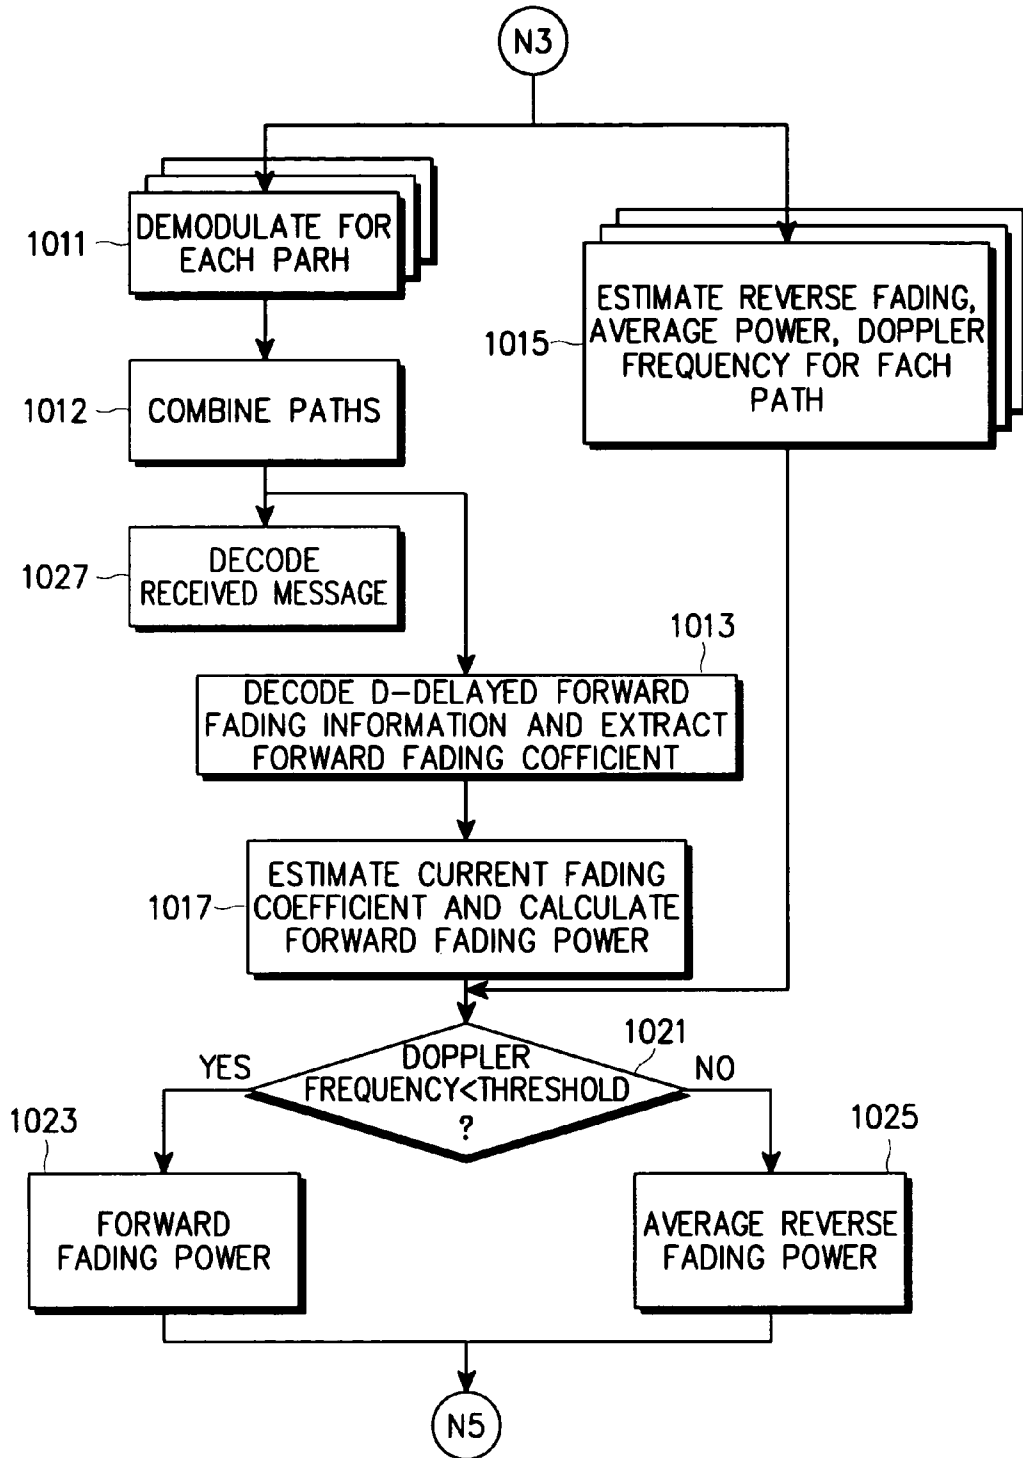 N3
1011
DEMODULATE FOR
EACH PARH
1015
ESTIMATE REVERSE FADING,
AVERAGE POWER, DOPPLER
FREQUENCY FOR FACH
PATH
1012
COMBINE PATHS
1027
DECODE
RECEIVED MESSAGE
1013
DECODE D-DELAYED FORWARD
FADING INFORMATION AND EXTRACT
FORWARD FADING COFFICIENT
1017
ESTIMATE CURRENT FADING
COEFFICIENT AND CALCULATE
FORWARD FADING POWER
1021
YES
DOPPLER
FREQUENCY<THRESHOLD
?
NO
1023
FORWARD
FADING POWER
1025
AVERAGE REVERSE
FADING POWER
N5